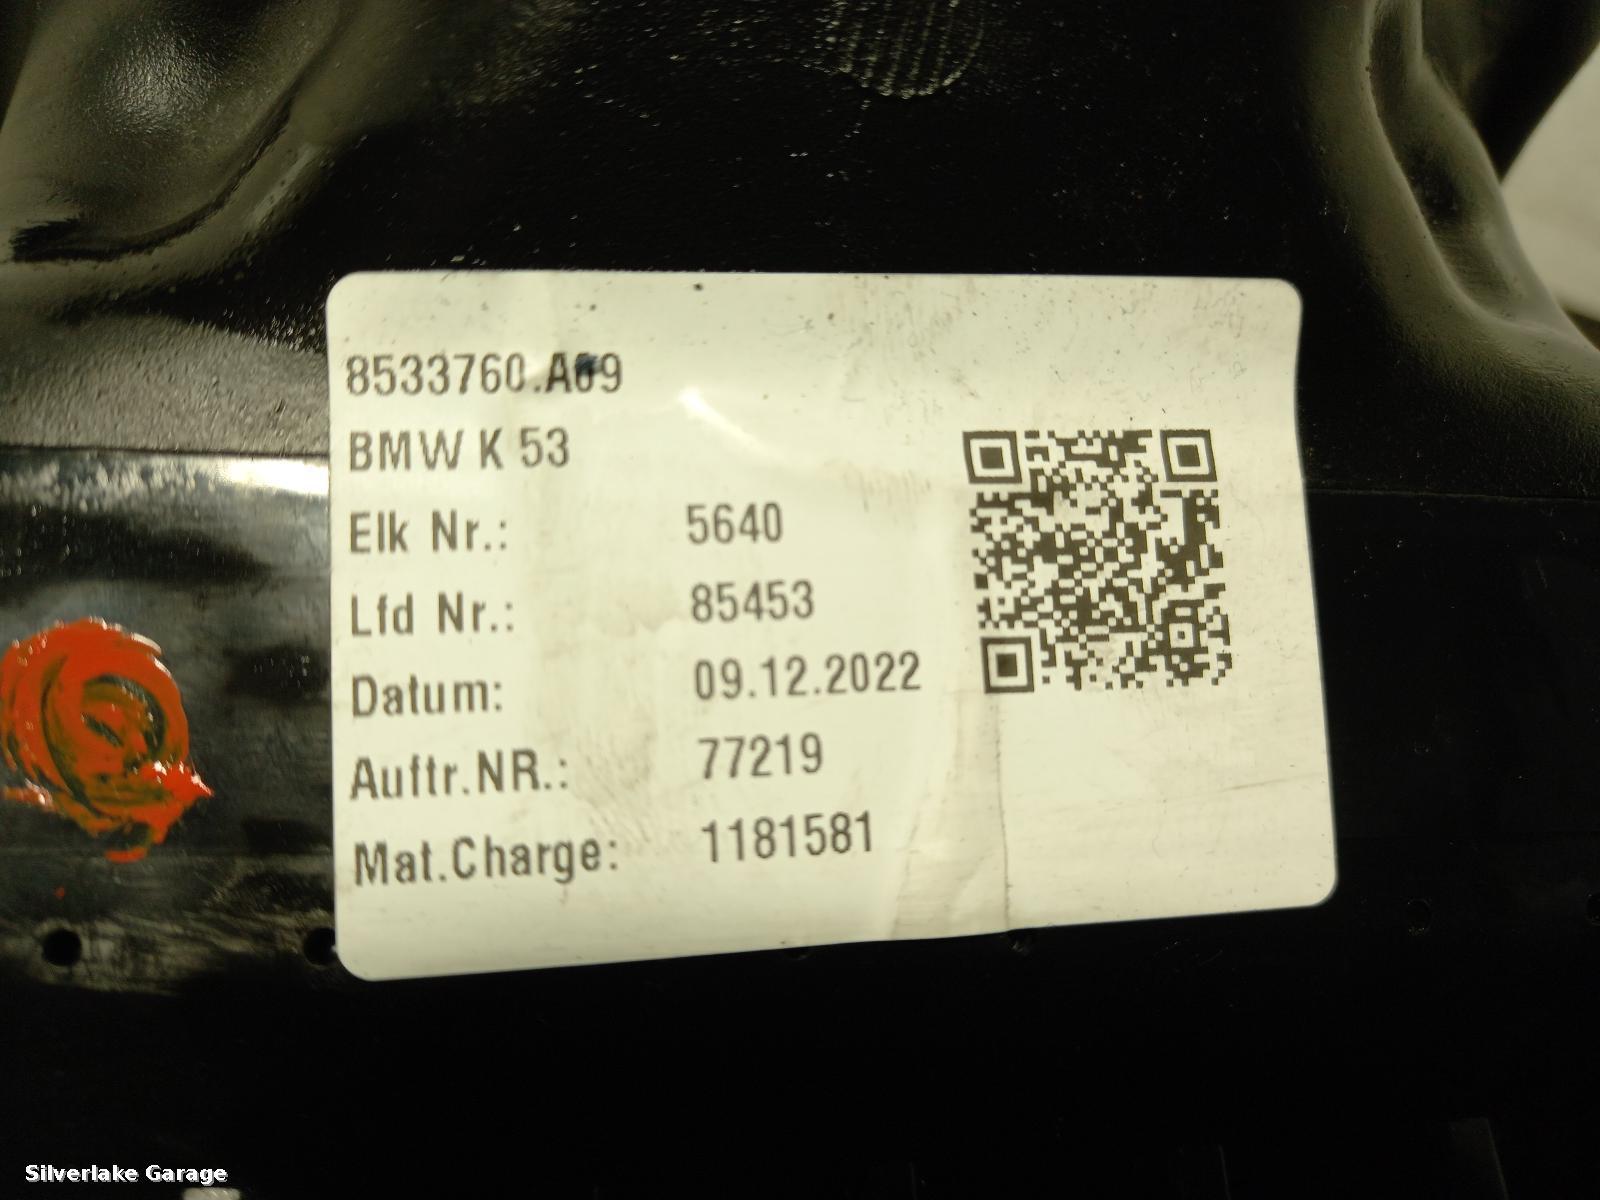 8533760.A09
BMW K 53
Elk Nr.: 5640
Lfd Nr.: 85453
Datum: 09.12.2022
Auftr.NR.: 77219
Mat.Charge: 1181581
Silverlake Garage